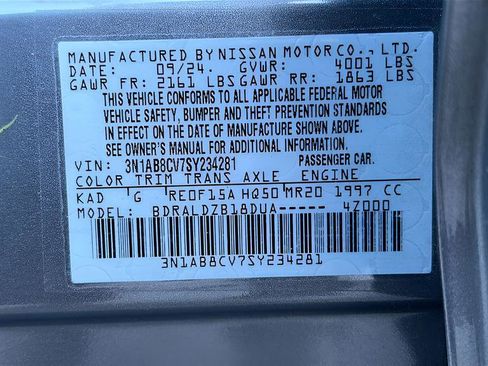 MANUFACTURED BY NISSAN MOTOR CO., LTD.
DATE: 09/24 GVWR: 4001 LBS
GAWR FR: 2161 LBS GAWR RR: 1863 LBS
THIS VEHICLE CONFORMS TO ALL APPLICABLE FEDERAL MOTOR
VEHICLE SAFETY, BUMPER AND THEFT PREVENTION STANDARDS
IN EFFECT ON THE DATE OF MANUFACTURE SHOWN ABOVE.
SEE OWNER'S MANUAL FOR ADDITIONAL INFORMATION.
VIN: 3N1AB8CV7SY234281 PASSENGER CAR.
COLOR TRIM TRANS AXLE ENGINE
KAD G RE0F15A HQ50 MR20 1997 CC
MODEL: BDRALDZB18DUA----- 4Z000
3N1AB8CV7SY234281